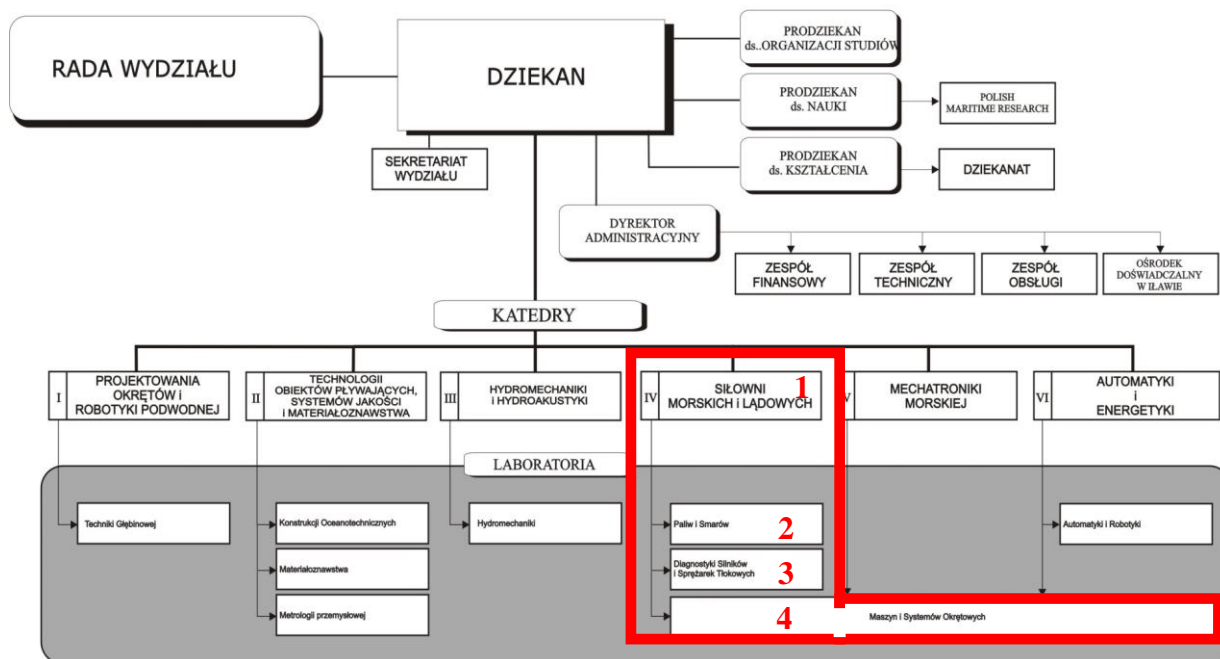 RADA WYDZIAŁU
DZIEKAN
PRODZIEKAN
ds..ORGANIZACJI STUDIÓW
PRODZIEKAN
ds. NAUKI
POLISH
MARITIME RESEARCH
SEKRETARIAT
WYDZIAŁU
PRODZIEKAN
ds. KSZTAŁCENIA
DZIEKANAT
DYREKTOR
ADMINISTRACYJNY
ZESPÓŁ
FINANSOWY
ZESPÓŁ
TECHNICZNY
ZESPÓŁ
OBSŁUGI
OŚRODEK
DOŚWIADCZALNY
W IŁAWIE
KATEDRY
I
PROJEKTOWANIA
OKRĘTÓW i
ROBOTYKI PODWODNEJ
II
TECHNOLOGII
OBIEKTÓW PŁYWAJĄCYCH,
SYSTEMÓW JAKOŚCI
i MATERIAŁOZNAWSTWA
III
HYDROMECHANIKI
i HYDROAKUSTYKI
IV
SIŁOWNI
MORSKICH i LĄDOWYCH
1
V
MECHATRONIKI
MORSKIEJ
VI
AUTOMATYKI
i
ENERGETYKI
LABORATORIA
Techniki Głębinowej
Konstrukcji Oceanotechnicznych
Materiałoznawstwa
Metrologii przemysłowej
Hydromechaniki
Paliw i Smarów
2
Diagnostyki Silników
i Sprężarek Tłokowych
3
4
Maszyn i Systemów Okrętowych
Automatyki i Robotyki